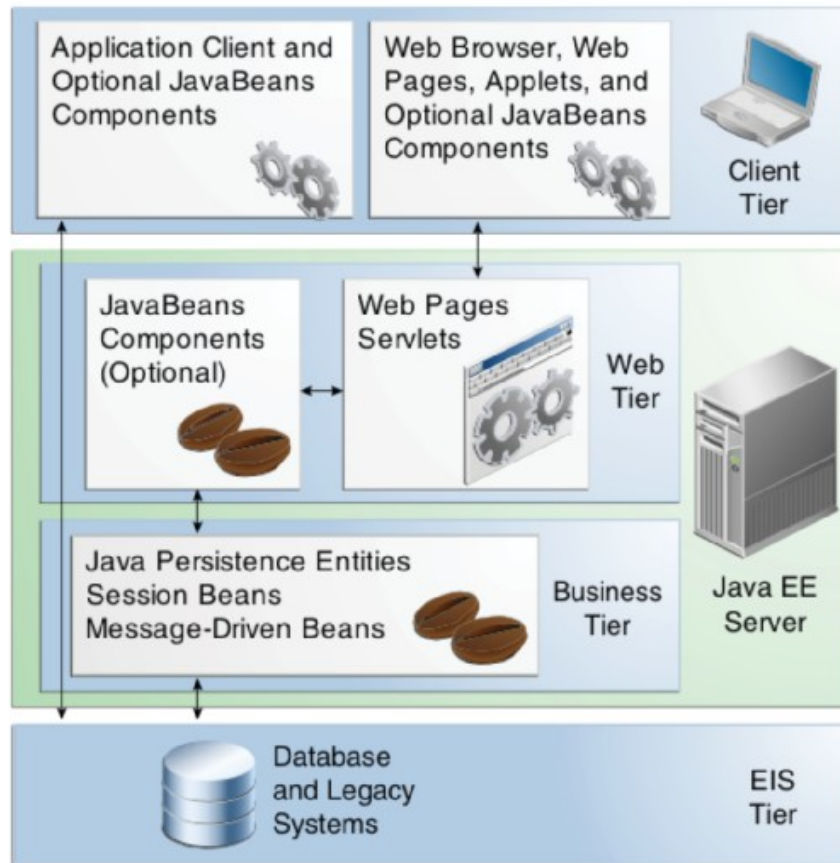 Application Client and
Optional JavaBeans
Components
Web Browser, Web
Pages, Applets, and
Optional JavaBeans
Components
Client
Tier
JavaBeans
Components
(Optional)
Web Pages
Servlets
Web
Tier
Java Persistence Entities
Session Beans
Message-Driven Beans
Business
Tier
Java EE
Server
Database
and Legacy
Systems
EIS
Tier